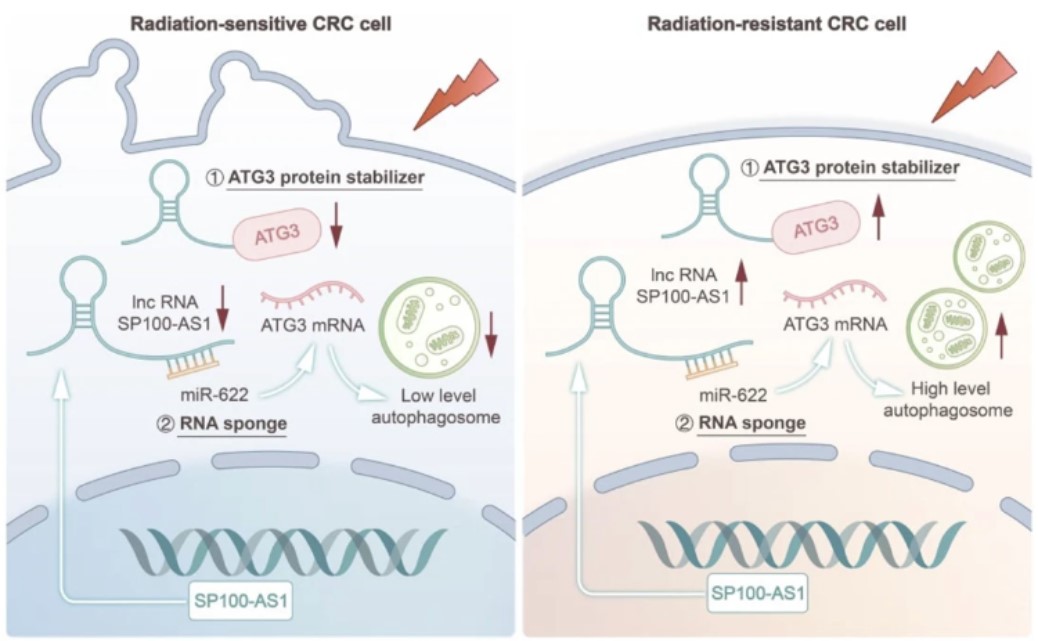 Radiation-sensitive CRC cell
① ATG3 protein stabilizer
ATG3
lnc RNA
SP100-AS1
ATG3 mRNA
miR-622
Low level
autophagosome
② RNA sponge
SP100-AS1
Radiation-resistant CRC cell
① ATG3 protein stabilizer
ATG3
lnc RNA
SP100-AS1
ATG3 mRNA
miR-622
High level
autophagosome
② RNA sponge
SP100-AS1